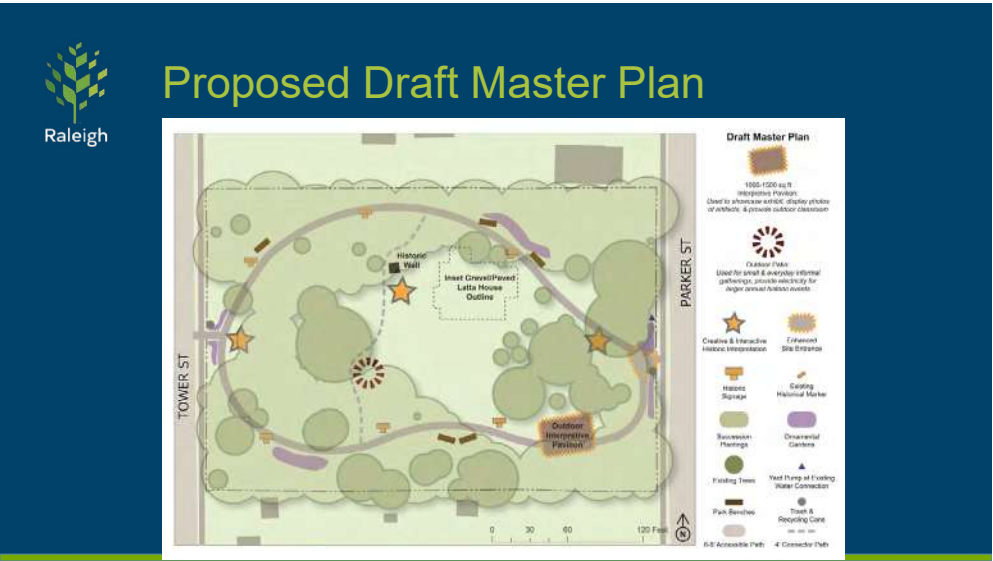 Raleigh
Proposed Draft Master Plan
Draft Master Plan
1000-1500 sq ft
Interpretive Pavilion:
Used to showcase exhibit, display photos
of artifacts, & provide outdoor classroom
Outdoor Patio:
Used for small & everyday informal
gatherings, provide electricity for
larger annual historic events
Historic
Well
Inset Gravel/Paved
Latta House
Outline
PARKER ST
TOWER ST
Outdoor
Interpretive
Pavilion
Creative & Interactive
Historic Interpretation
Enhanced
Site Entrance
Historic
Signage
Existing
Historical Marker
Succession
Plantings
Ornamental
Gardens
Existing Trees
Yard Pump at Existing
Water Connection
Park Benches
Trash &
Recycling Cans
Accessible Path
4' Connector Path
0 30 60 120 Feet
N